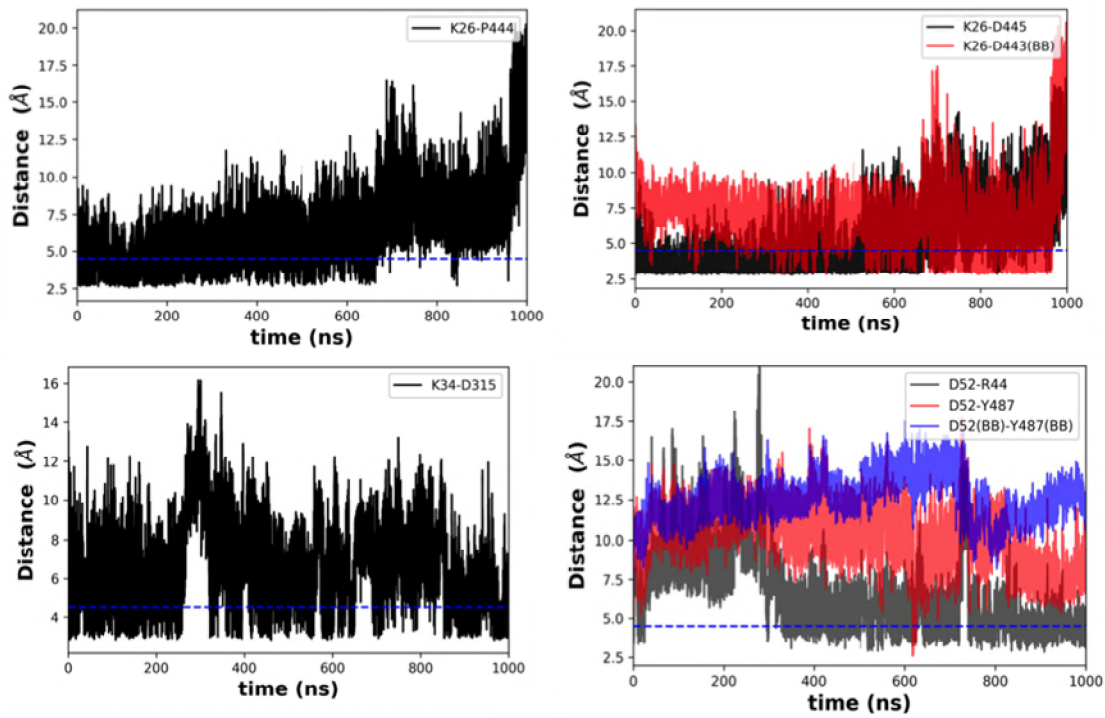 K26-P444
20.0
17.5
15.0
12.5
10.0
7.5
5.0
2.5
Distance (Å)
0 200 400 600 800 1000
time (ns)
K26-D445
K26-D443(BB)
20.0
17.5
15.0
12.5
10.0
7.5
5.0
2.5
Distance (Å)
0 200 400 600 800 1000
time (ns)
K34-D315
16
14
12
10
8
6
4
Distance (Å)
0 200 400 600 800 1000
time (ns)
D52-R44
D52-Y487
D52(BB)-Y487(BB)
20.0
17.5
15.0
12.5
10.0
7.5
5.0
2.5
Distance (Å)
0 200 400 600 800 1000
time (ns)